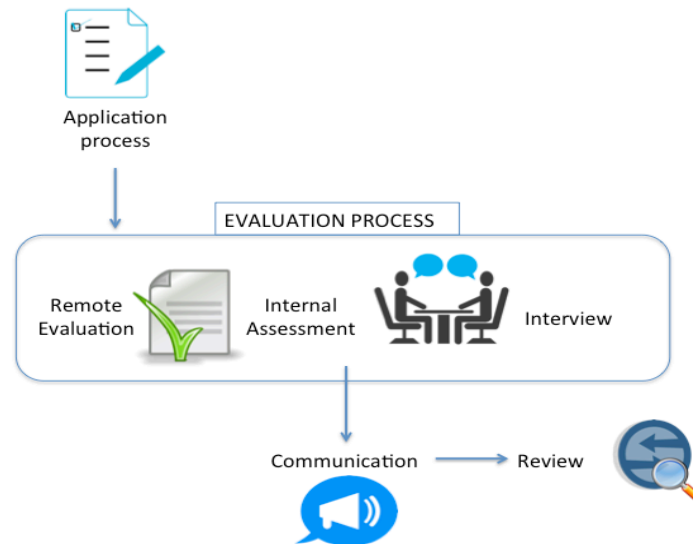 Application
process
EVALUATION PROCESS
Remote
Evaluation
Internal
Assessment
Interview
Communication
Review